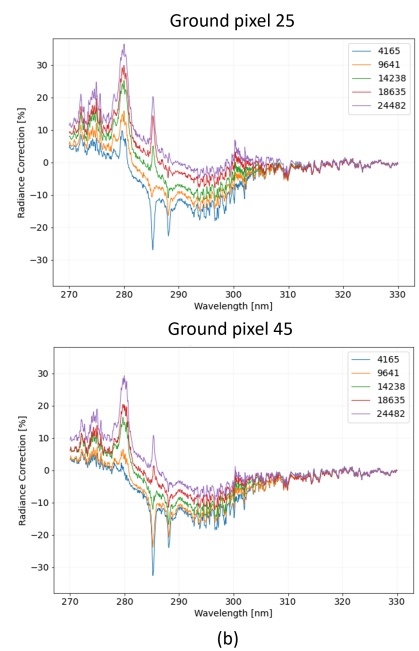 Ground pixel 25
Radiance Correction [%]
30
20
10
0
−10
−20
−30
4165
9641
14238
18635
24482
270 280 290 300 310 320 330
Wavelength [nm]
Ground pixel 45
Radiance Correction [%]
30
20
10
0
−10
−20
−30
4165
9641
14238
18635
24482
270 280 290 300 310 320 330
Wavelength [nm]
(b)